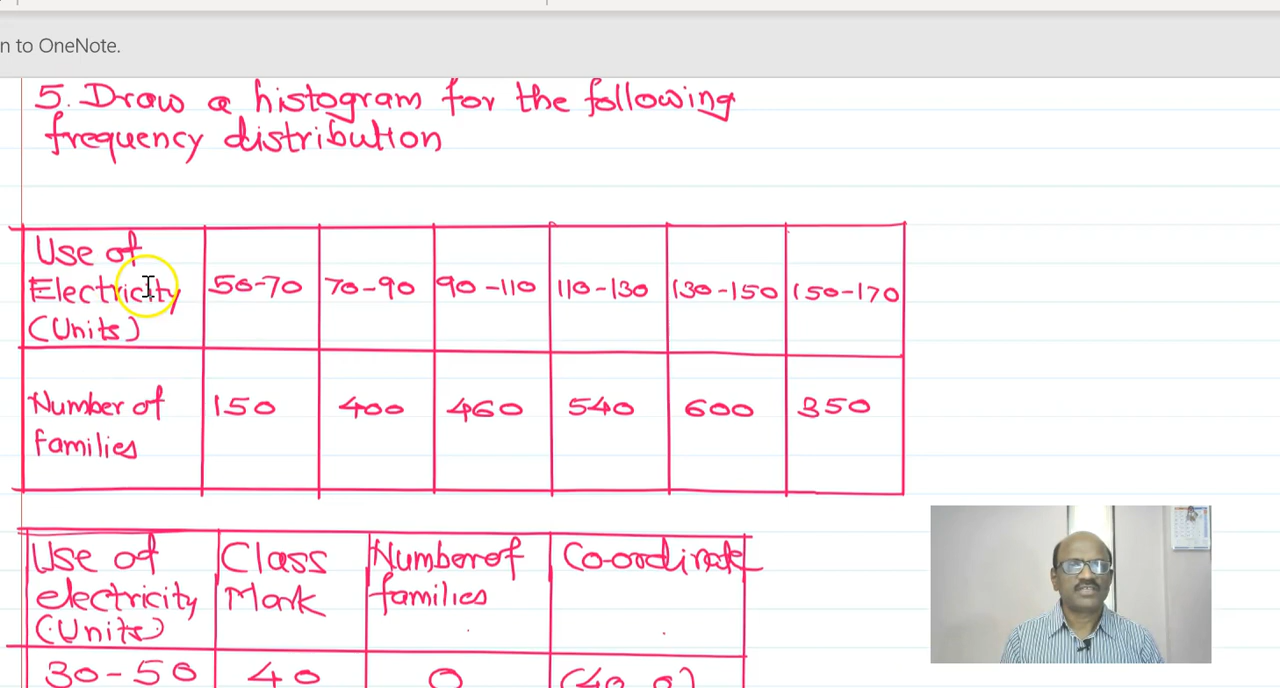 n to OneNote.
5. Draw a histogram for the following
frequency distribution
Use of Electricity (Units) 50-70 70-90 90-110 110-130 130-150 150-170
Number of families 150 400 460 540 600 350
Use of electricity (Units) Class Mark Number of families Co-ordinate
30-50 40 0 (40, 0)